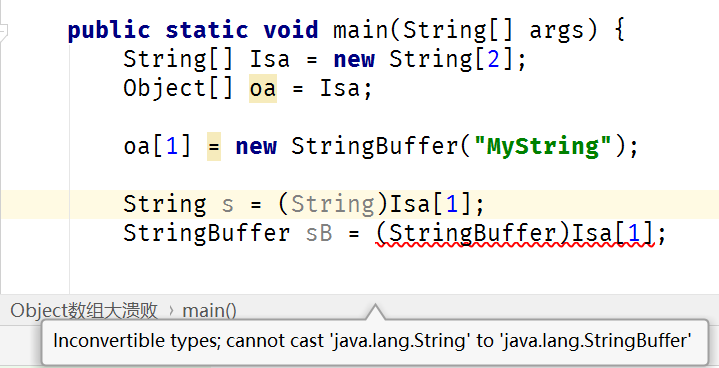 public static void main(String[] args) {
String[] Isa = new String[2];
Object[] oa = Isa;
oa[1] = new StringBuffer("MyString");
String s = (String)Isa[1];
StringBuffer sB = (StringBuffer)Isa[1];
Object数组大溃败 › main()
Inconvertible types; cannot cast 'java.lang.String' to 'java.lang.StringBuffer'